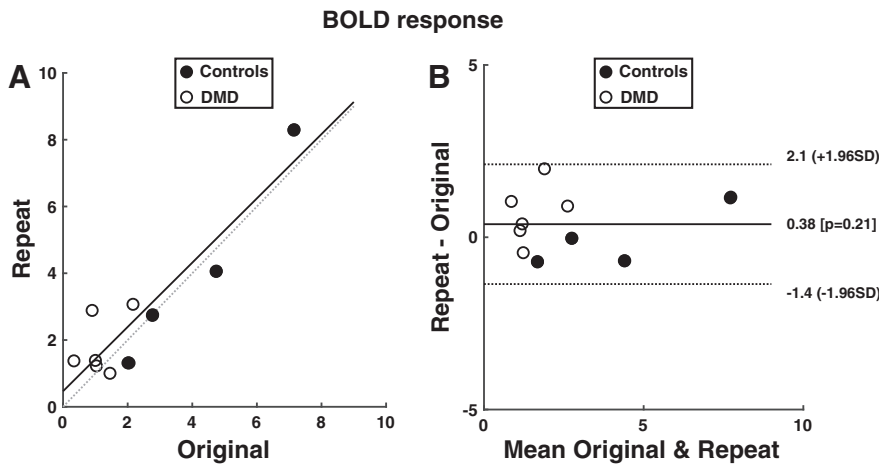 BOLD response
A
Controls
DMD
10
8
6
4
2
0
0 2 4 6 8 10
Repeat
Original
B
Controls
DMD
5
0
-5
0 5 10
Repeat - Original
Mean Original & Repeat
2.1 (+1.96SD)
0.38 [p=0.21]
-1.4 (-1.96SD)